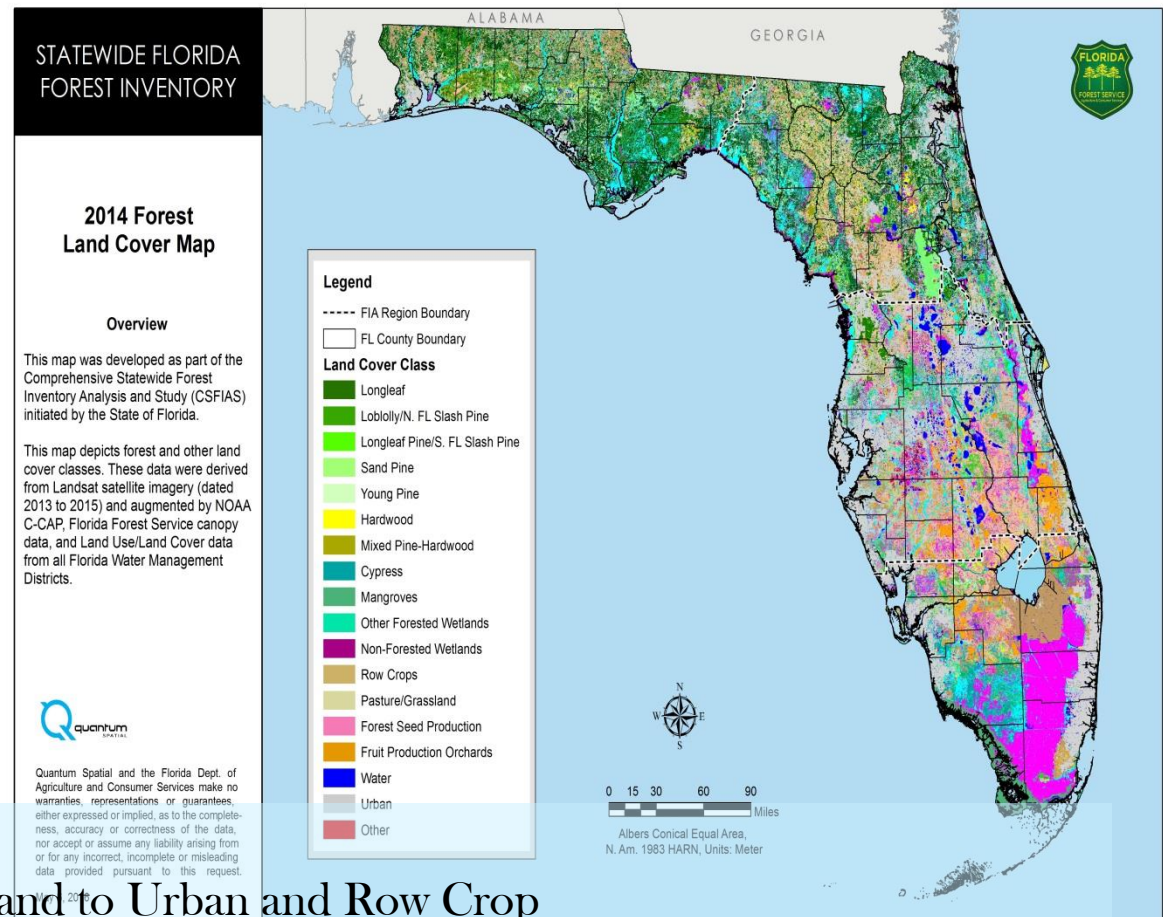 STATEWIDE FLORIDA
FOREST INVENTORY
2014 Forest
Land Cover Map
Overview
This map was developed as part of the
Comprehensive Statewide Forest
Inventory Analysis and Study (CSFIAS)
initiated by the State of Florida.
This map depicts forest and other land
cover classes. These data were derived
from Landsat satellite imagery (dated
2013 to 2015) and augmented by NOAA
C-CAP, Florida Forest Service canopy
data, and Land Use/Land Cover data
from all Florida Water Management
Districts.
quantum
SPATIAL
Quantum Spatial and the Florida Dept. of
Agriculture and Consumer Services make no
warranties, representations or guarantees,
either expressed or implied, as to the complete-
ness, accuracy or correctness of the data,
nor accept or assume any liability arising from
or for any incorrect, incomplete or misleading
data provided pursuant to this request.
ALABAMA
GEORGIA
FLORIDA
FOREST SERVICE
Legend
FIA Region Boundary
FL County Boundary
Land Cover Class
Longleaf
Loblolly/N. FL Slash Pine
Longleaf Pine/S. FL Slash Pine
Sand Pine
Young Pine
Hardwood
Mixed Pine-Hardwood
Cypress
Mangroves
Other Forested Wetlands
Non-Forested Wetlands
Row Crops
Pasture/Grassland
Forest Seed Production
Fruit Production Orchards
Water
Urban
Other
N
W E
S
0 15 30 60 90
Miles
Albers Conical Equal Area,
N. Am. 1983 HARN, Units: Meter
and to Urban and Row Crop